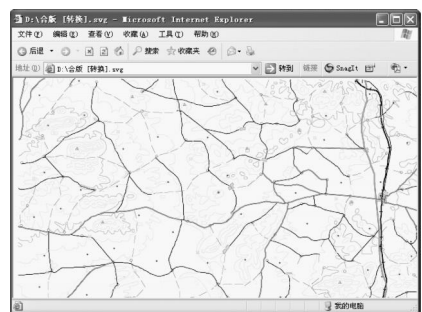 D:\合版 [转换].svg - Microsoft Internet Explorer
文件(F) 编辑(E) 查看(V) 收藏(A) 工具(T) 帮助(H)
后退 搜索 收藏夹
地址(D) D:\合版 [转换].svg 转到 链接 SnagIt
我的电脑